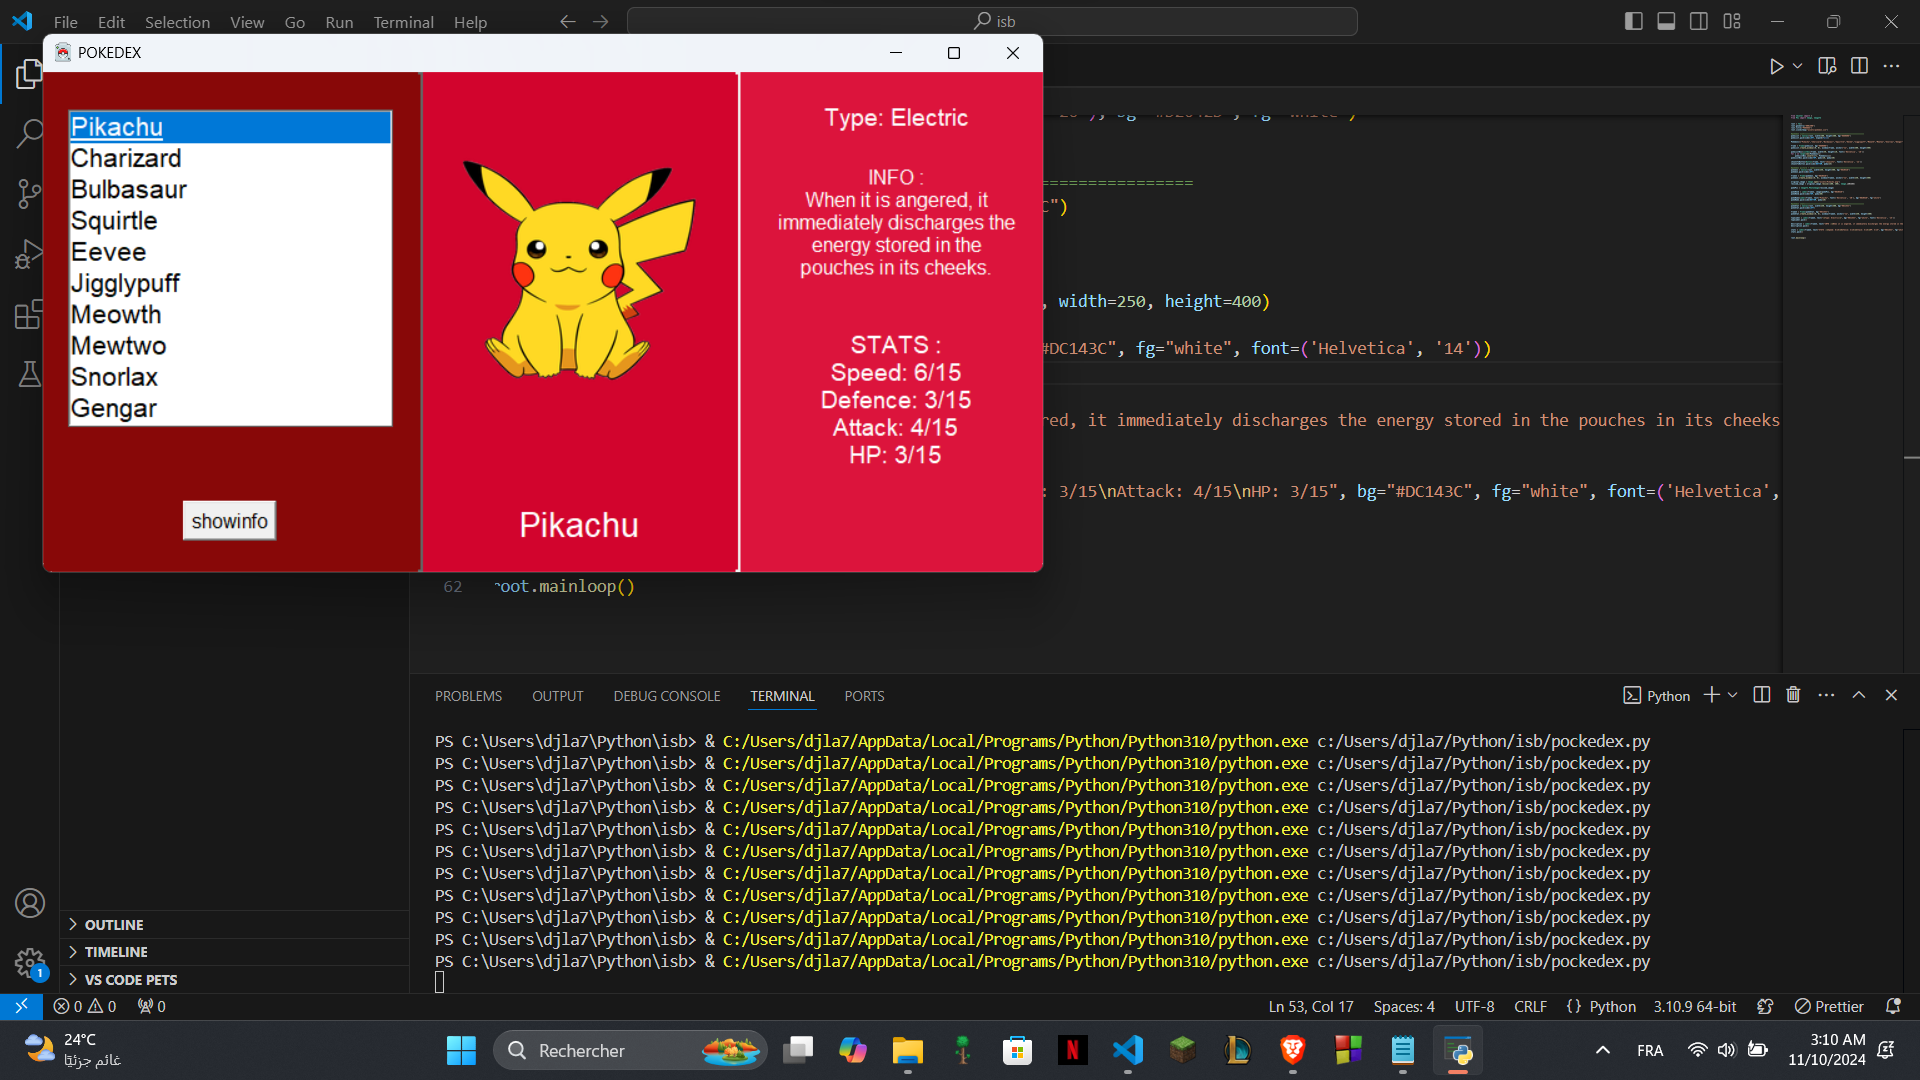 File Edit Selection View Go Run Terminal Help
isb
POKEDEX
Pikachu
Charizard
Bulbasaur
Squirtle
Eevee
Jigglypuff
Meowth
Mewtwo
Snorlax
Gengar
showinfo
Pikachu
Type: Electric
INFO :
When it is angered, it
immediately discharges the
energy stored in the
pouches in its cheeks.
STATS :
Speed: 6/15
Defence: 3/15
Attack: 4/15
HP: 3/15
================
C")
, width=250, height=400)
#DC143C", fg="white", font=('Helvetica', '14'))
red, it immediately discharges the energy stored in the pouches in its cheeks
: 3/15\nAttack: 4/15\nHP: 3/15", bg="#DC143C", fg="white", font=('Helvetica',
62 root.mainloop()
PROBLEMS OUTPUT DEBUG CONSOLE TERMINAL PORTS
Python
PS C:\Users\djla7\Python\isb> & C:/Users/djla7/AppData/Local/Programs/Python/Python310/python.exe c:/Users/djla7/Python/isb/pockedex.py
PS C:\Users\djla7\Python\isb> & C:/Users/djla7/AppData/Local/Programs/Python/Python310/python.exe c:/Users/djla7/Python/isb/pockedex.py
PS C:\Users\djla7\Python\isb> & C:/Users/djla7/AppData/Local/Programs/Python/Python310/python.exe c:/Users/djla7/Python/isb/pockedex.py
PS C:\Users\djla7\Python\isb> & C:/Users/djla7/AppData/Local/Programs/Python/Python310/python.exe c:/Users/djla7/Python/isb/pockedex.py
PS C:\Users\djla7\Python\isb> & C:/Users/djla7/AppData/Local/Programs/Python/Python310/python.exe c:/Users/djla7/Python/isb/pockedex.py
PS C:\Users\djla7\Python\isb> & C:/Users/djla7/AppData/Local/Programs/Python/Python310/python.exe c:/Users/djla7/Python/isb/pockedex.py
PS C:\Users\djla7\Python\isb> & C:/Users/djla7/AppData/Local/Programs/Python/Python310/python.exe c:/Users/djla7/Python/isb/pockedex.py
PS C:\Users\djla7\Python\isb> & C:/Users/djla7/AppData/Local/Programs/Python/Python310/python.exe c:/Users/djla7/Python/isb/pockedex.py
PS C:\Users\djla7\Python\isb> & C:/Users/djla7/AppData/Local/Programs/Python/Python310/python.exe c:/Users/djla7/Python/isb/pockedex.py
PS C:\Users\djla7\Python\isb> & C:/Users/djla7/AppData/Local/Programs/Python/Python310/python.exe c:/Users/djla7/Python/isb/pockedex.py
PS C:\Users\djla7\Python\isb> & C:/Users/djla7/AppData/Local/Programs/Python/Python310/python.exe c:/Users/djla7/Python/isb/pockedex.py
OUTLINE
TIMELINE
VS CODE PETS
1
0 0 0
Ln 53, Col 17 Spaces: 4 UTF-8 CRLF {} Python 3.10.9 64-bit Prettier
24°C
غائم جزئيًا
Rechercher
FRA
3:10 AM
11/10/2024